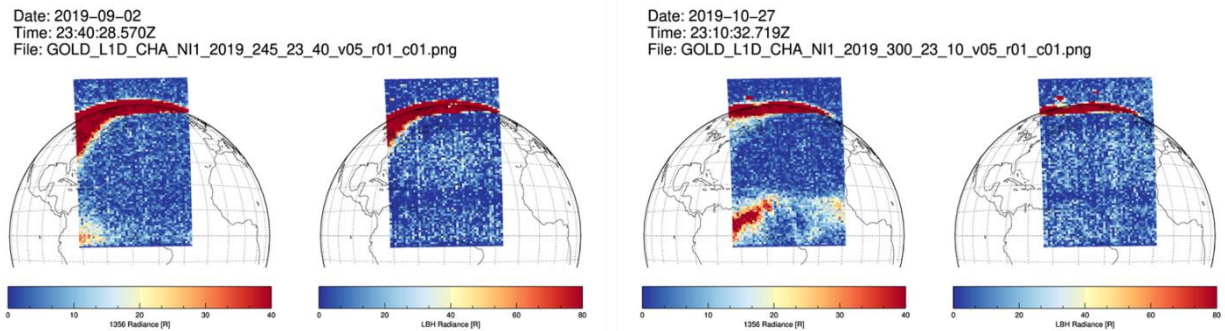 Date: 2019-09-02
Time: 23:40:28.570Z
File: GOLD_L1D_CHA_NI1_2019_245_23_40_v05_r01_c01.png
0 10 20 30 40
1356 Radiance [R]
0 20 40 60 80
LBH Radiance [R]
Date: 2019-10-27
Time: 23:10:32.719Z
File: GOLD_L1D_CHA_NI1_2019_300_23_10_v05_r01_c01.png
0 10 20 30 40
1356 Radiance [R]
0 20 40 60 80
LBH Radiance [R]